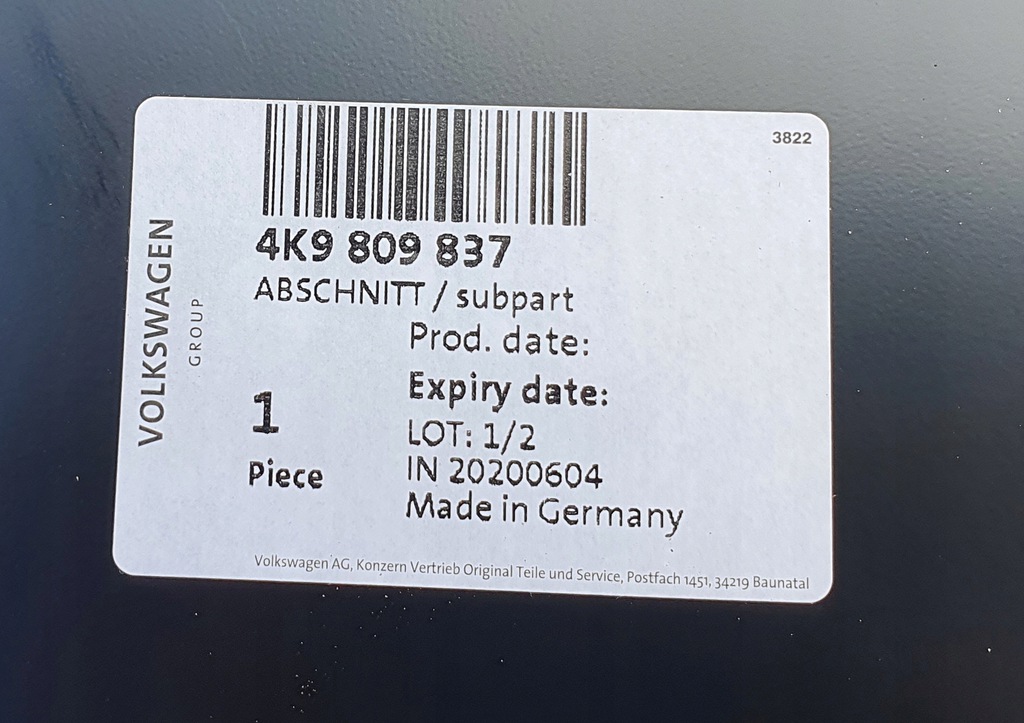 3822
4K9 809 837
ABSCHNITT / subpart
Prod. date:
Expiry date:
1
LOT: 1/2
Piece
IN 20200604
Made in Germany
VOLKSWAGEN
GROUP
Volkswagen AG, Konzern Vertrieb Original Teile und Service, Postfach 1451, 34219 Baunatal